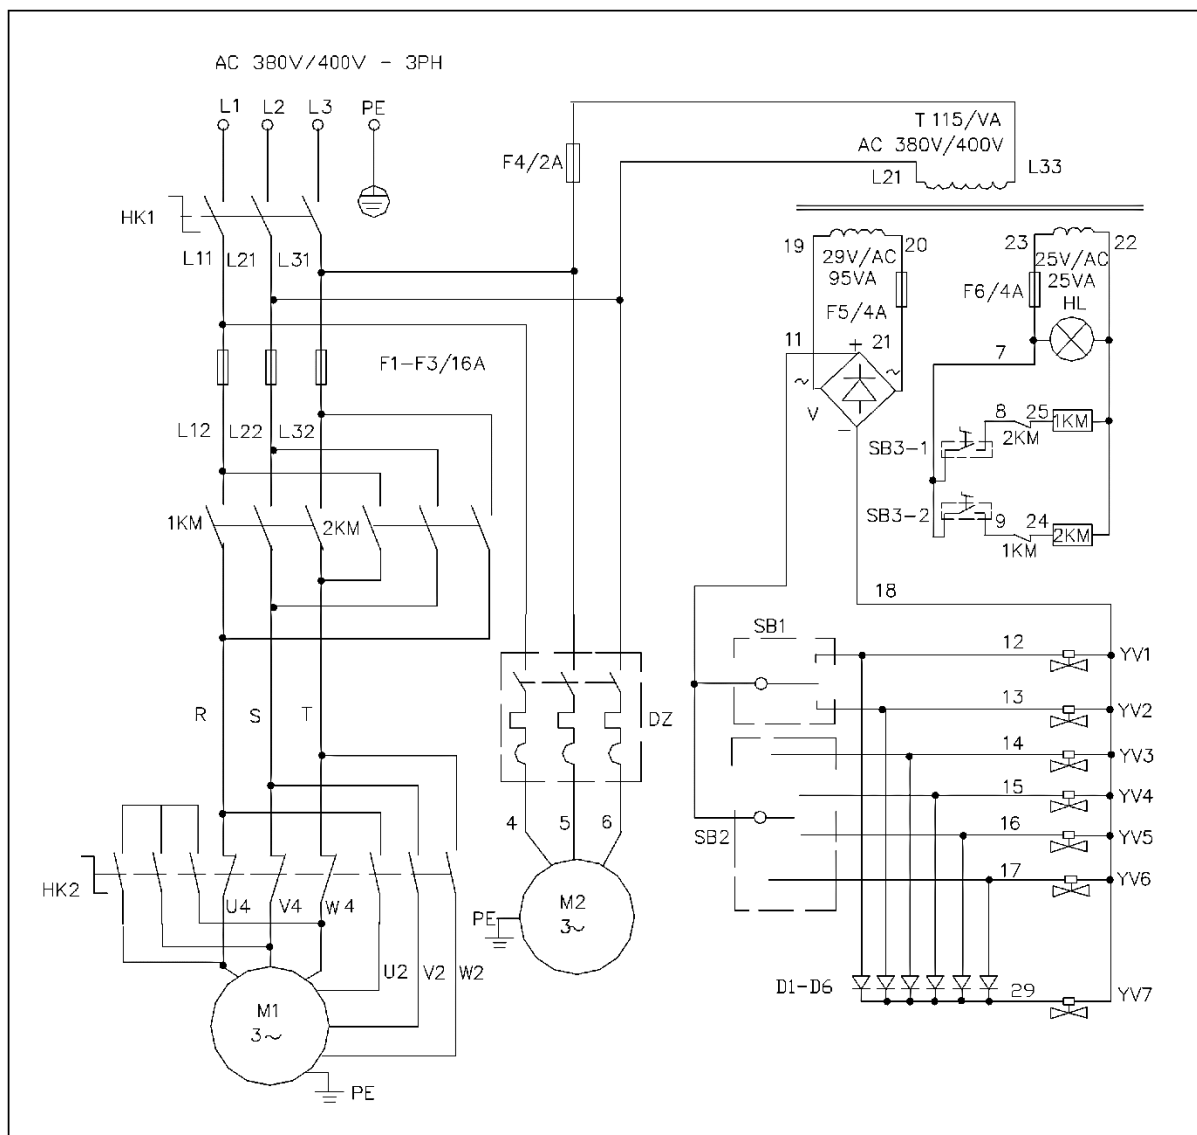 AC 380V/400V - 3PH
L1 L2 L3 PE
T 115/VA
AC 380V/400V
F4/2A
L21 L33
HK1
L11 L21 L31
19 20 23 22
29V/AC
95VA
25V/AC
25VA
F5/4A
F6/4A
HL
11 + 21
7
F1-F3/16A
~ ~
V
-
L12 L22 L32
8 25 1KM
2KM
SB3-1
SB3-2
9 24 2KM
1KM
1KM 2KM
18
SB1
12 YV1
13 YV2
R S T
DZ
14 YV3
15 YV4
16 YV5
17 YV6
SB2
4 5 6
HK2
U4 V4 W4
M2
3~
PE
U2 V2 W2
D1-D6
29 YV7
M1
3~
PE